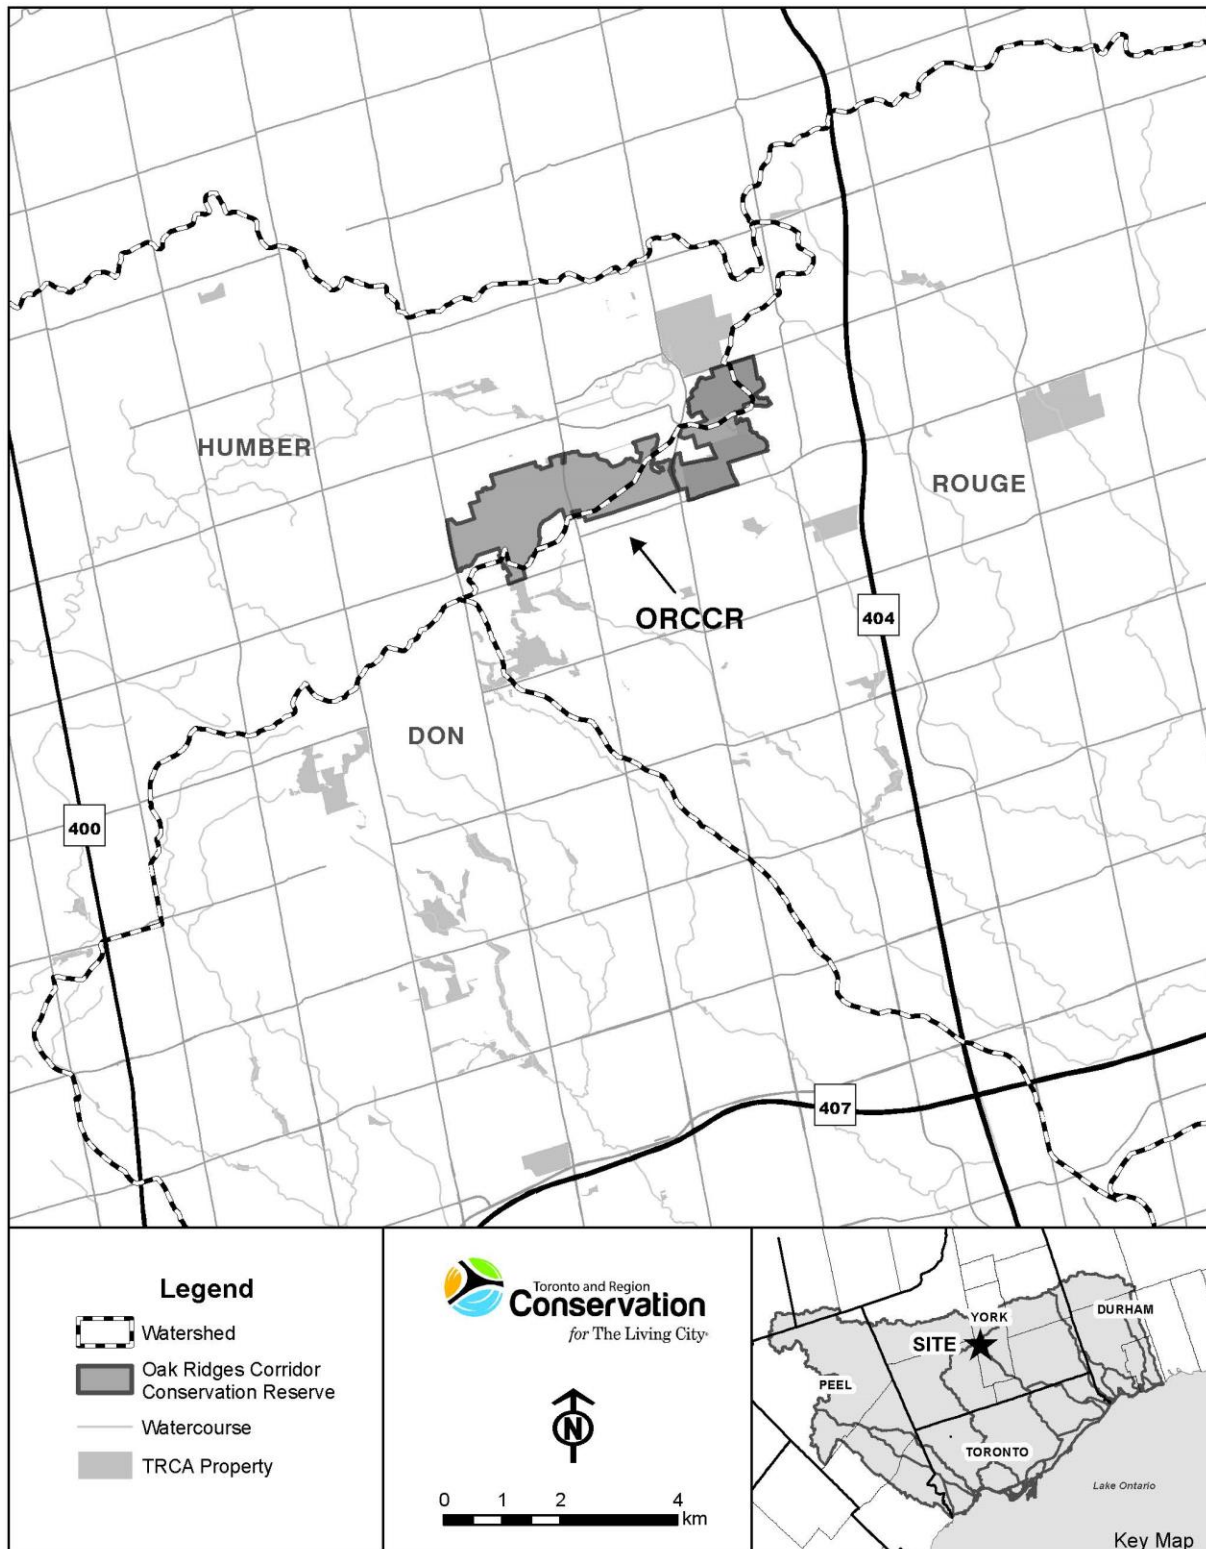 HUMBER
ROUGE
ORCCR
404
DON
400
407
Legend
Watershed
Oak Ridges Corridor
Conservation Reserve
Watercourse
TRCA Property
Toronto and Region
Conservation
for The Living City
N
0 1 2 4
km
YORK
DURHAM
SITE
PEEL
TORONTO
Lake Ontario
Key Map